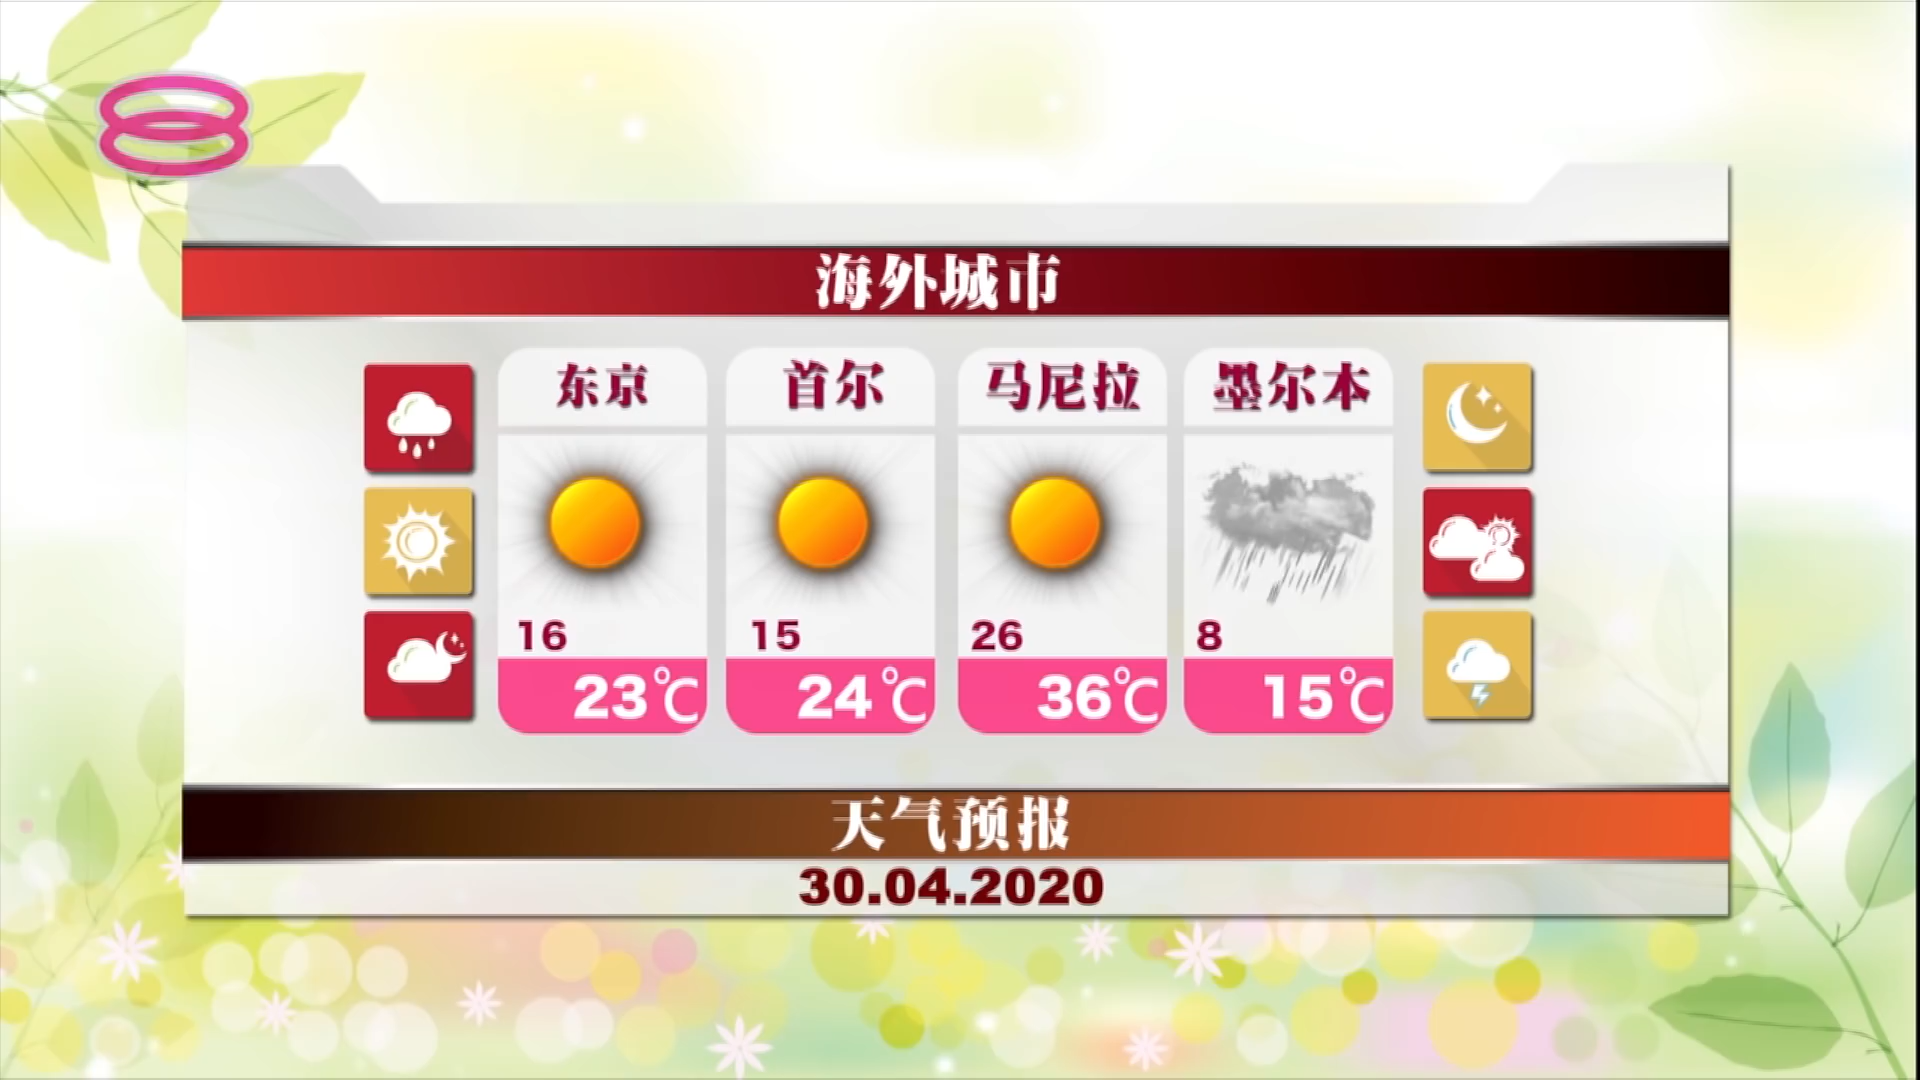 海外城市
东京 首尔 马尼拉 墨尔本
16 15 26 8
23℃ 24℃ 36℃ 15℃
天气预报
30.04.2020